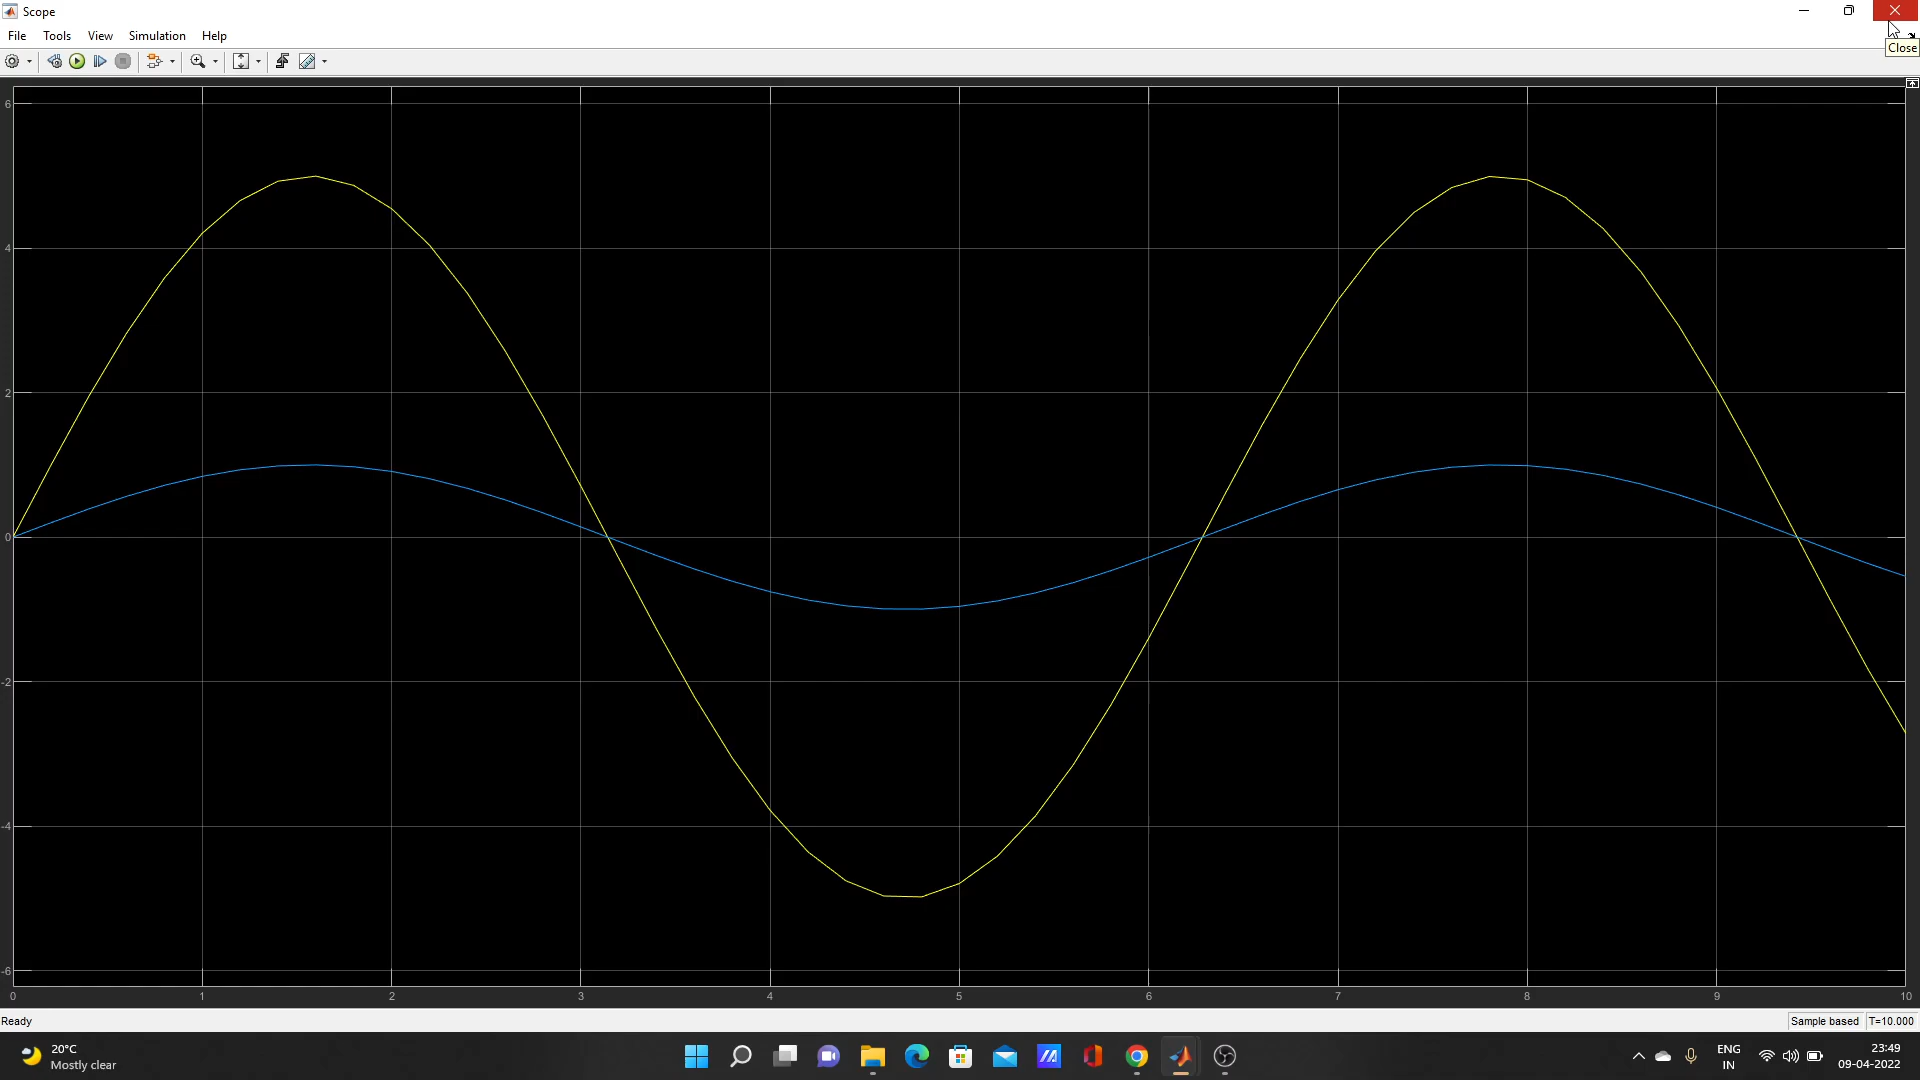 Scope
File Tools View Simulation Help
Close
6
4
2
0
-2
-4
-6
0 1 2 3 4 5 6 7 8 9 10
Ready
Sample based T=10.000
20°C
Mostly clear
ENG
IN
23:49
09-04-2022